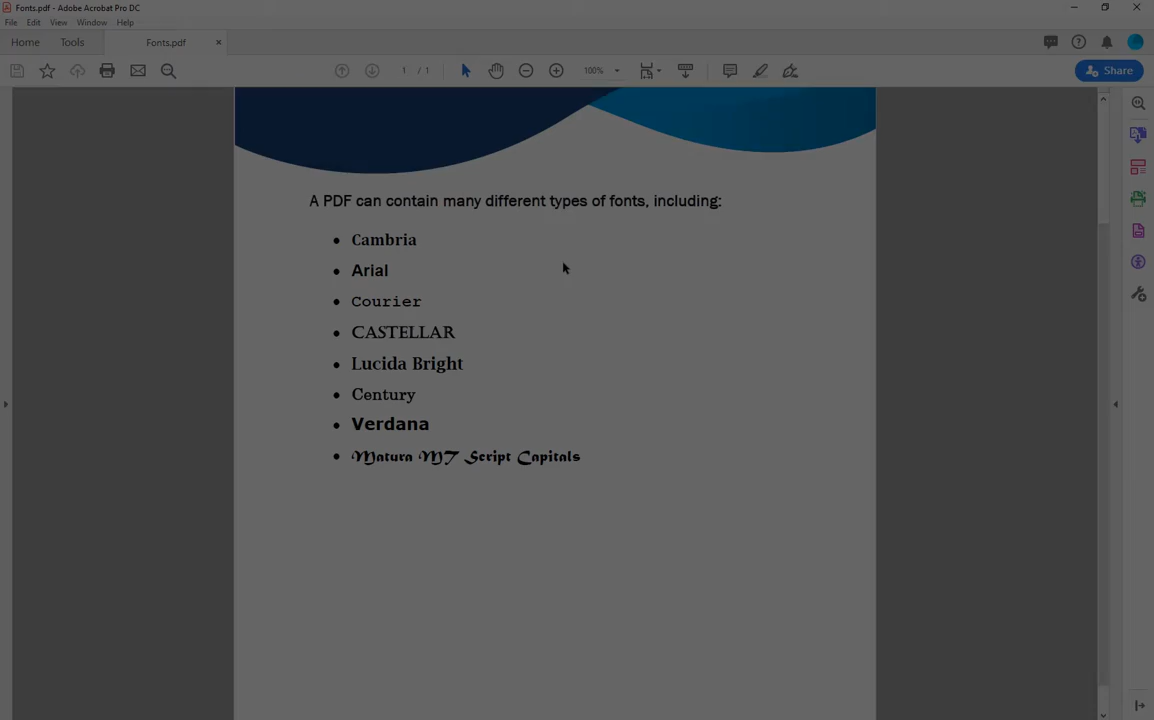 Fonts.pdf - Adobe Acrobat Pro DC
File Edit View Window Help
Home Tools Fonts.pdf ×
1 / 1 100% Share
A PDF can contain many different types of fonts, including:
• Cambria
• Arial
• Courier
• CASTELLAR
• Lucida Bright
• Century
• Verdana
• Matura MT Script Capitals